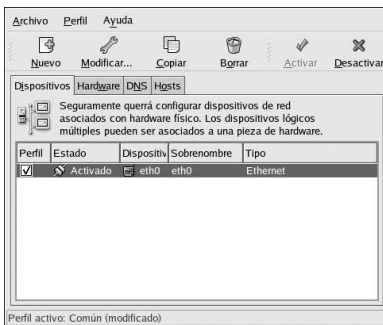 Archivo Perfil Ayuda
Nuevo Modificar... Copiar Borrar Activar Desactivar
Dispositivos Hardware DNS Hosts
Seguramente querrá configurar dispositivos de red
asociados con hardware físico. Los dispositivos lógicos
múltiples pueden ser asociados a una pieza de hardware.
Perfil Estado Dispositiv Sobrenombre Tipo
Activado eth0 eth0 Ethernet
Perfil activo: Común (modificado)